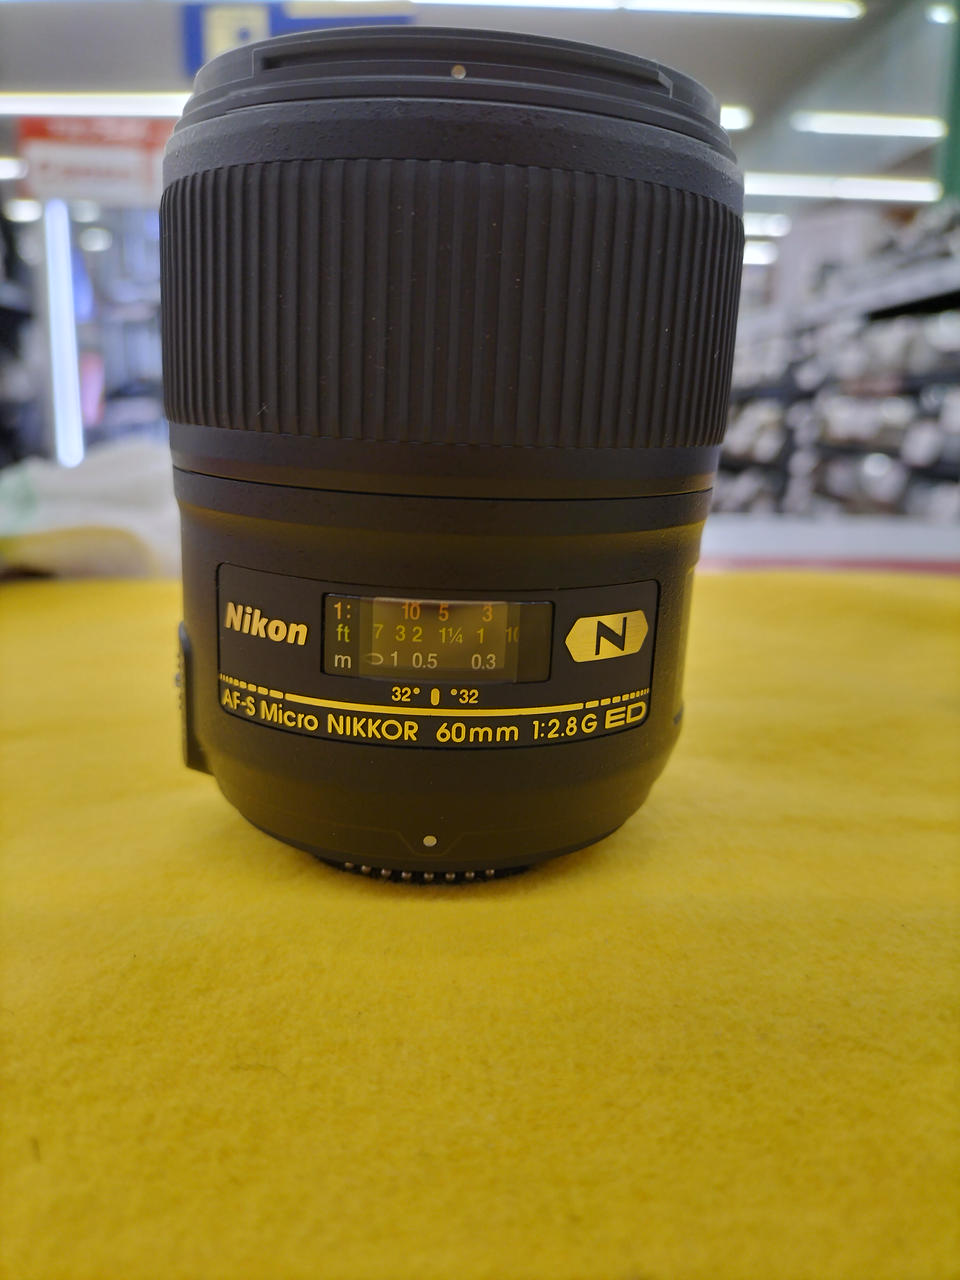 Nikon
1: 10 5 3
ft 7 3 2 1¼ 1
m 1 0.5 0.3
N
32 32
AF-S Micro NIKKOR 60mm 1:2.8 G ED